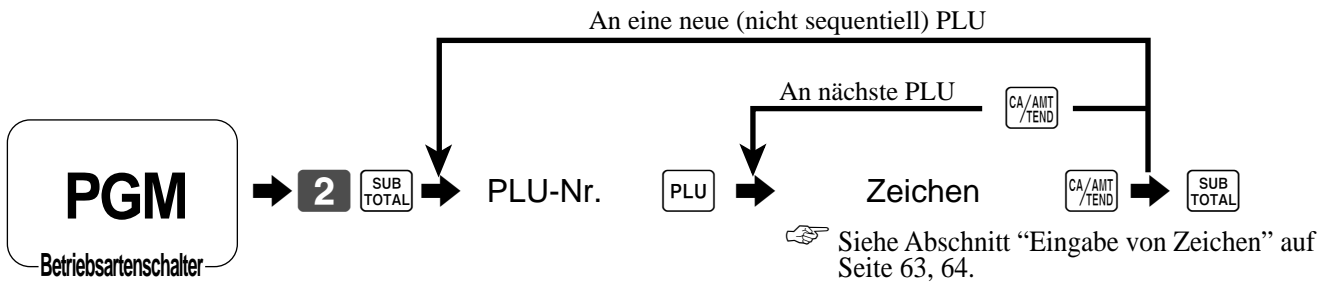 An eine neue (nicht sequentiell) PLU
An nächste PLU CA/AMT/TEND
PGM 2 SUB TOTAL PLU-Nr. PLU Zeichen CA/AMT/TEND SUB TOTAL
Betriebsartenschalter
☞ Siehe Abschnitt “Eingabe von Zeichen” auf
Seite 63, 64.